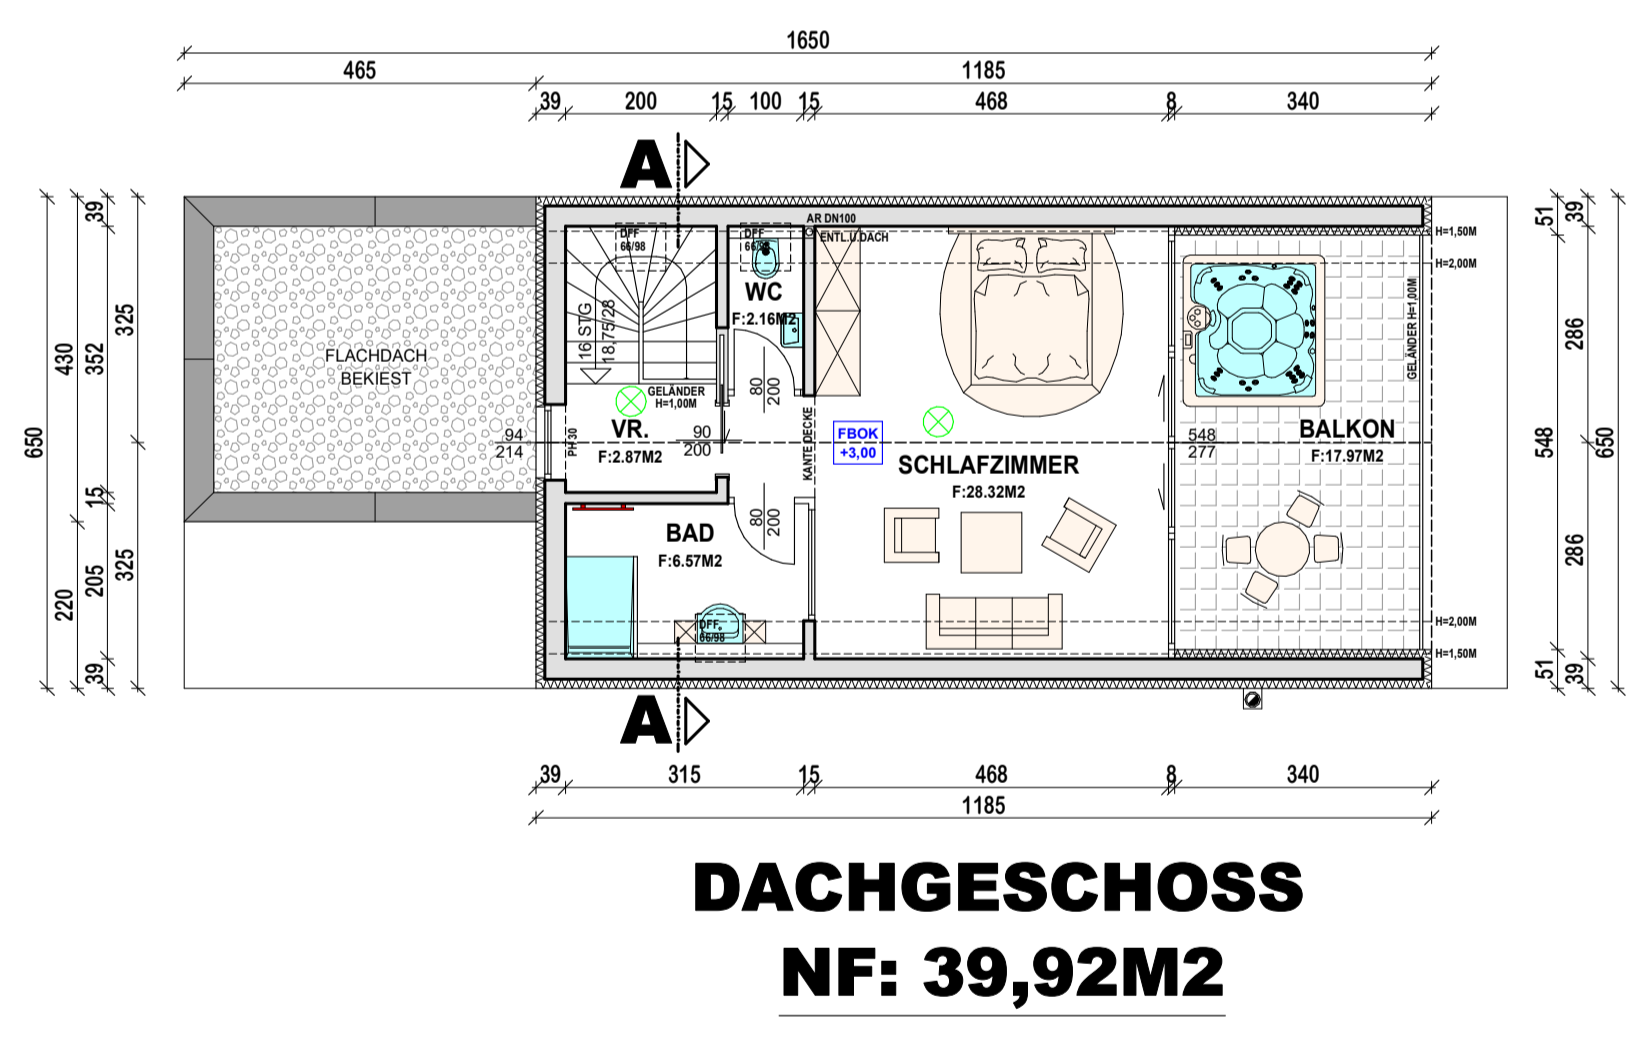 1650
465
1185
39
200
15
100
15
468
8
340
A
39
325
352
430
650
15
205
325
220
39
51
39
286
548
650
286
51
39
AR DN100
ENTL.Ü.DACH
DFF
66/98
DFF
66/98
H=1,50M
H=2,00M
WC
F:2.16M2
16 STG
18,75/28
GELÄNDER H=1,00M
FLACHDACH
BEKIEST
GELÄNDER
H=1,00M
80
200
VR.
F:2.87M2
94
214
PH 30
90
200
KANTE DECKE
FBOK
+3,00
SCHLAFZIMMER
F:28.32M2
548
277
BALKON
F:17.97M2
BAD
F:6.57M2
80
200
DFF
66/98
H=2,00M
H=1,50M
A
39
315
15
468
8
340
1185
DACHGESCHOSS
NF: 39,92M2